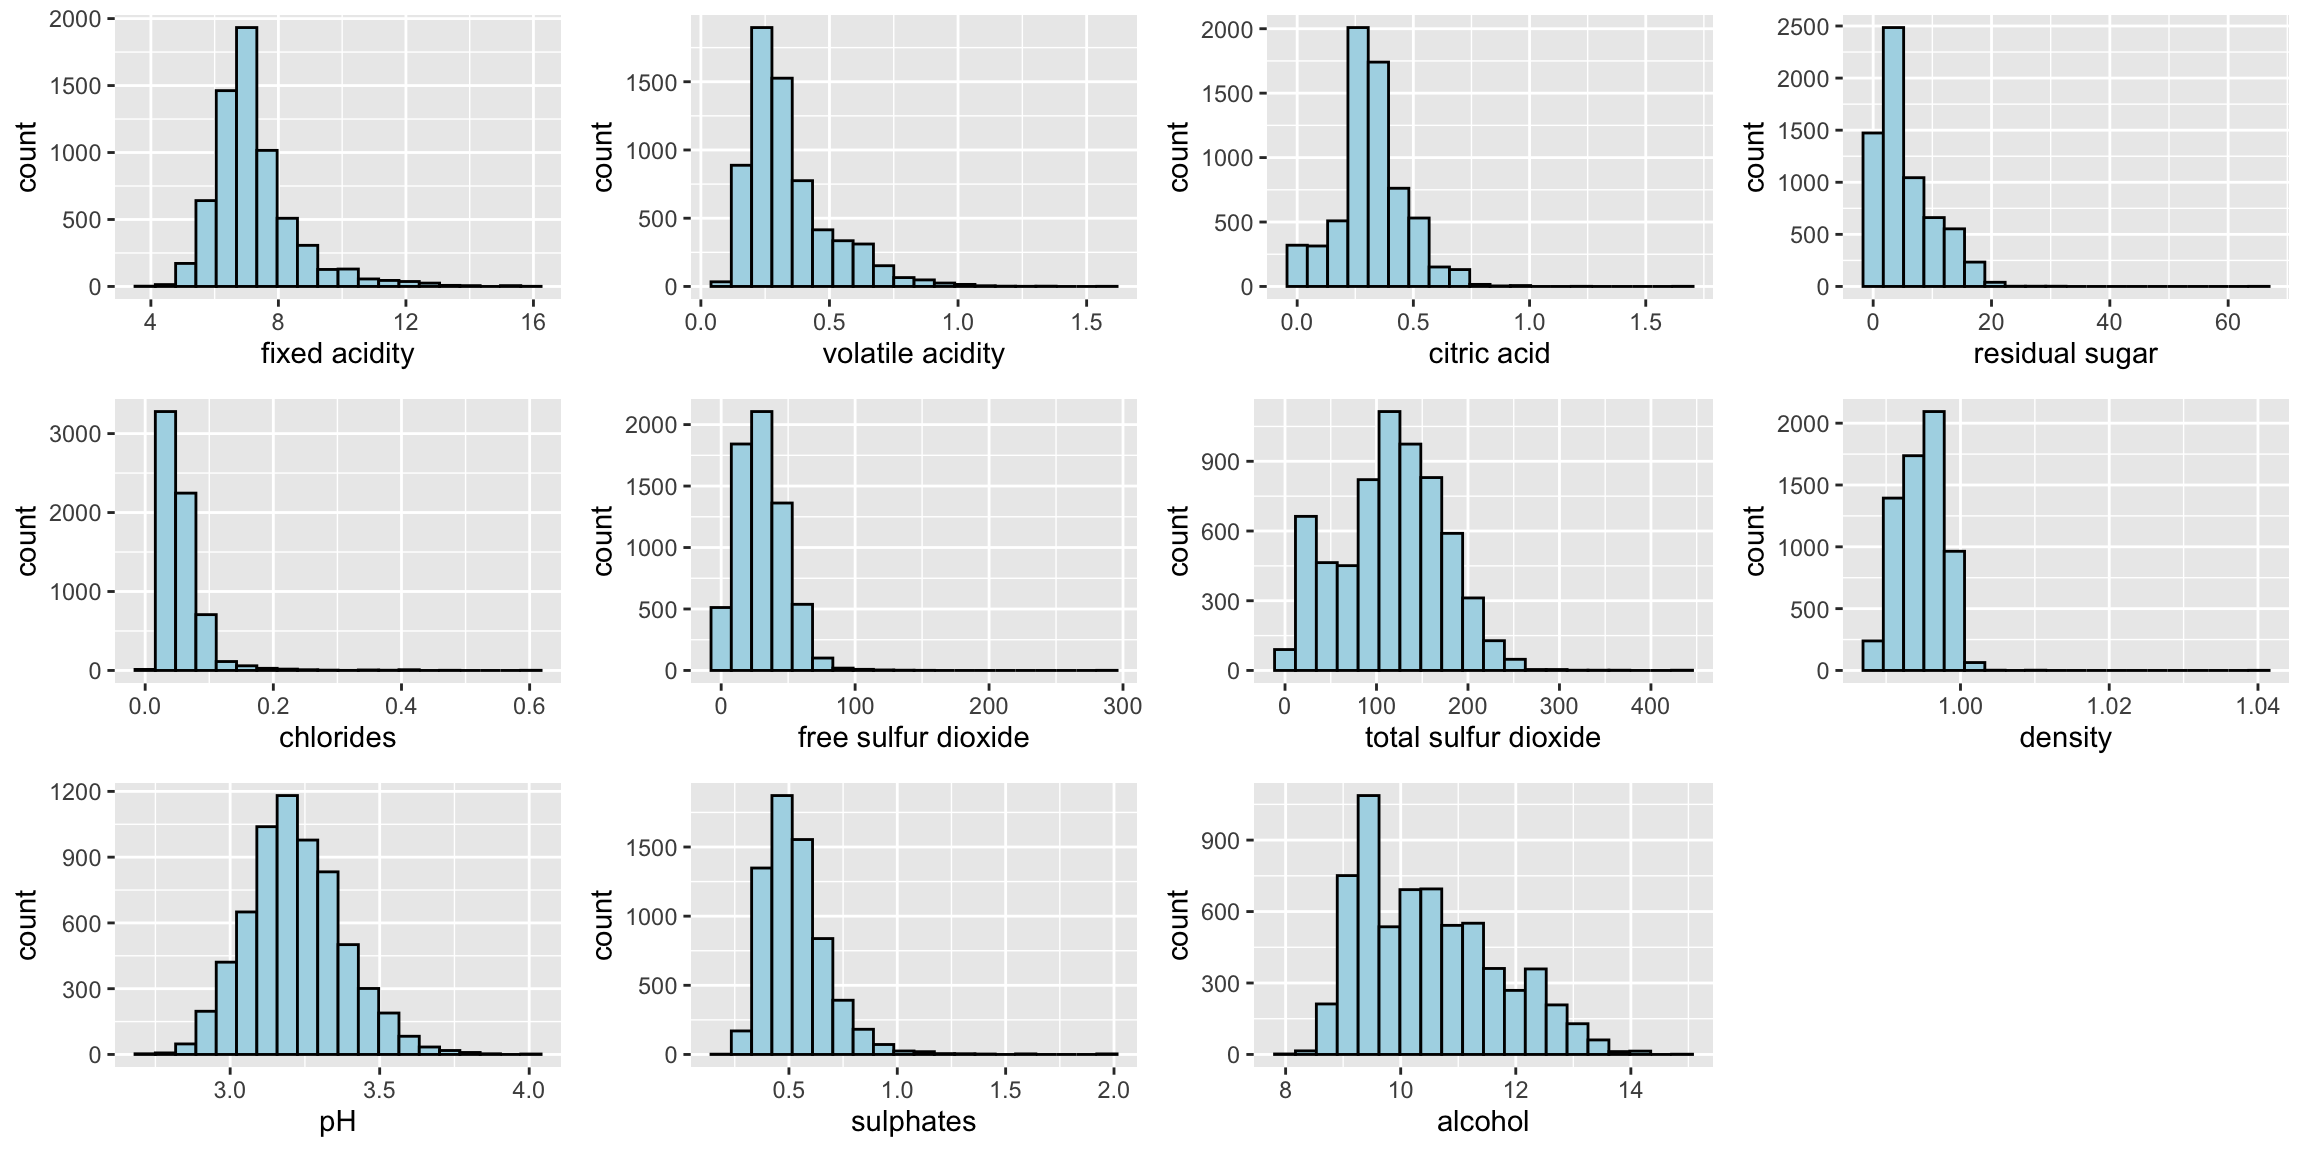 2000
1500
1000
500
0
count
4 8 12 16
fixed acidity
1500
1000
500
0
count
0.0 0.5 1.0 1.5
volatile acidity
2000
1500
1000
500
0
count
0.0 0.5 1.0 1.5
citric acid
2500
2000
1500
1000
500
0
count
0 20 40 60
residual sugar
3000
2000
1000
0
count
0.0 0.2 0.4 0.6
chlorides
2000
1500
1000
500
0
count
0 100 200 300
free sulfur dioxide
900
600
300
0
count
0 100 200 300 400
total sulfur dioxide
2000
1500
1000
500
0
count
1.00 1.02 1.04
density
1200
900
600
300
0
count
3.0 3.5 4.0
pH
1500
1000
500
0
count
0.5 1.0 1.5 2.0
sulphates
900
600
300
0
count
8 10 12 14
alcohol